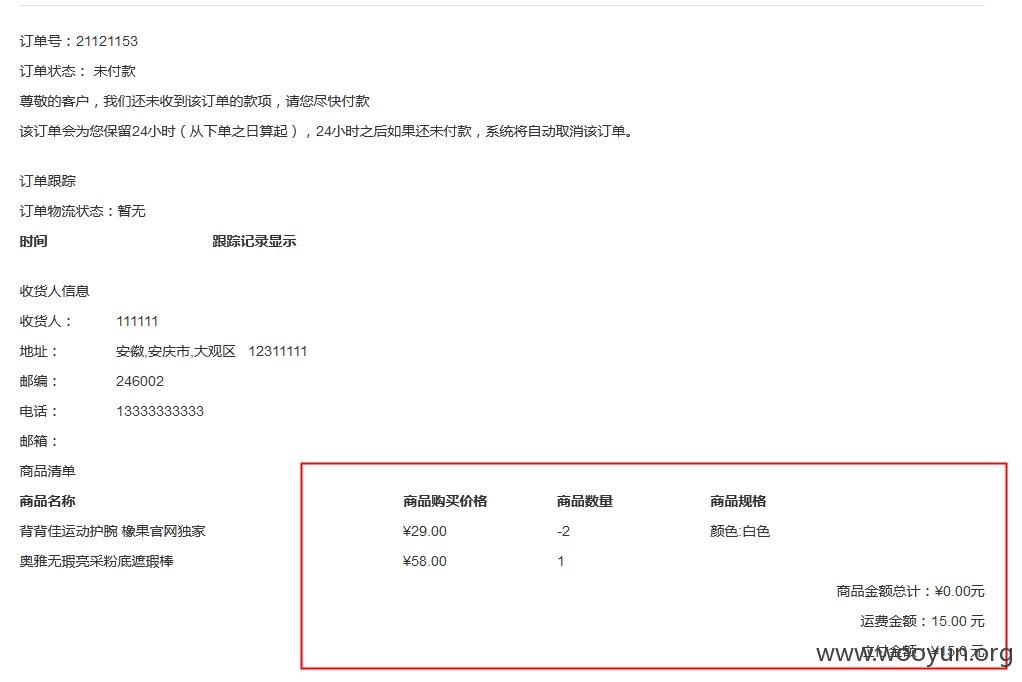 订单号：21121153
订单状态： 未付款
尊敬的客户，我们还未收到该订单的款项，请您尽快付款
该订单会为您保留24小时（从下单之日算起），24小时之后如果还未付款，系统将自动取消该订单。
订单跟踪
订单物流状态：暂无
时间 跟踪记录显示
收货人信息
收货人： 111111
地址： 安徽,安庆市,大观区 12311111
邮编： 246002
电话： 13333333333
邮箱：
商品清单
商品名称 商品购买价格 商品数量 商品规格
背背佳运动护腕 橡果官网独家 ¥29.00 -2 颜色:白色
奥雅无瑕亮采粉底遮瑕棒 ¥58.00 1
商品金额总计：¥0.00元
运费金额：15.00 元
应付金额：¥15.0 元
www.wooyun.org